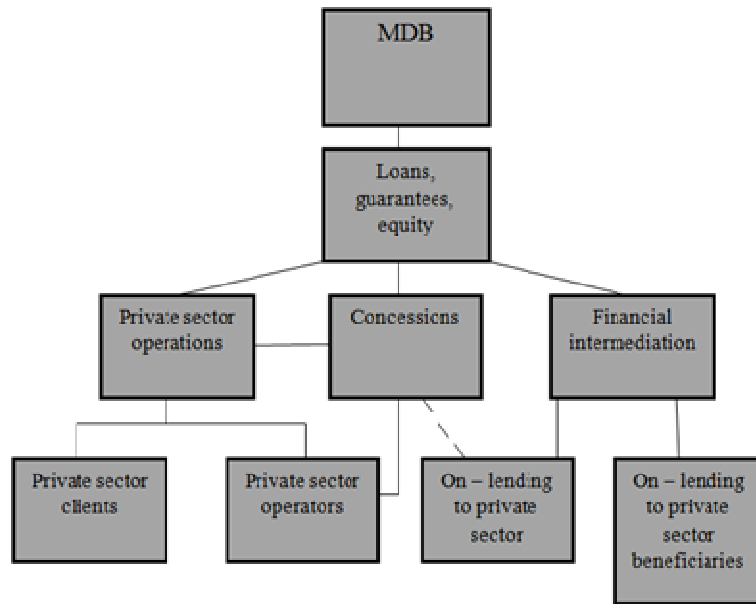 MDB
Loans,
guarantees,
equity
Private sector
operations
Concessions
Financial
intermediation
Private sector
clients
Private sector
operators
On – lending
to private
sector
On – lending
to private
sector
beneficiaries